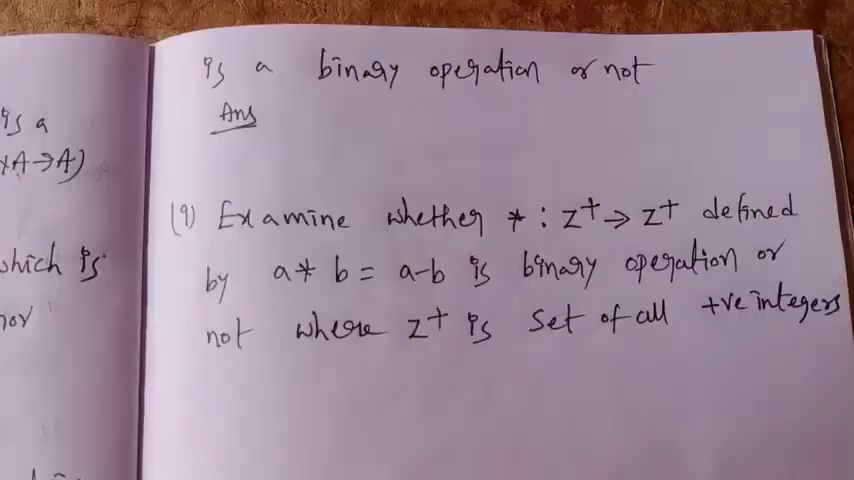 is a
×A→A)
which is
nor
is a binary operation or not
Ans
(9) Examine whether * : Z+ → Z+ defined
by a * b = a-b is binary operation or
not where Z+ is set of all +ve integers